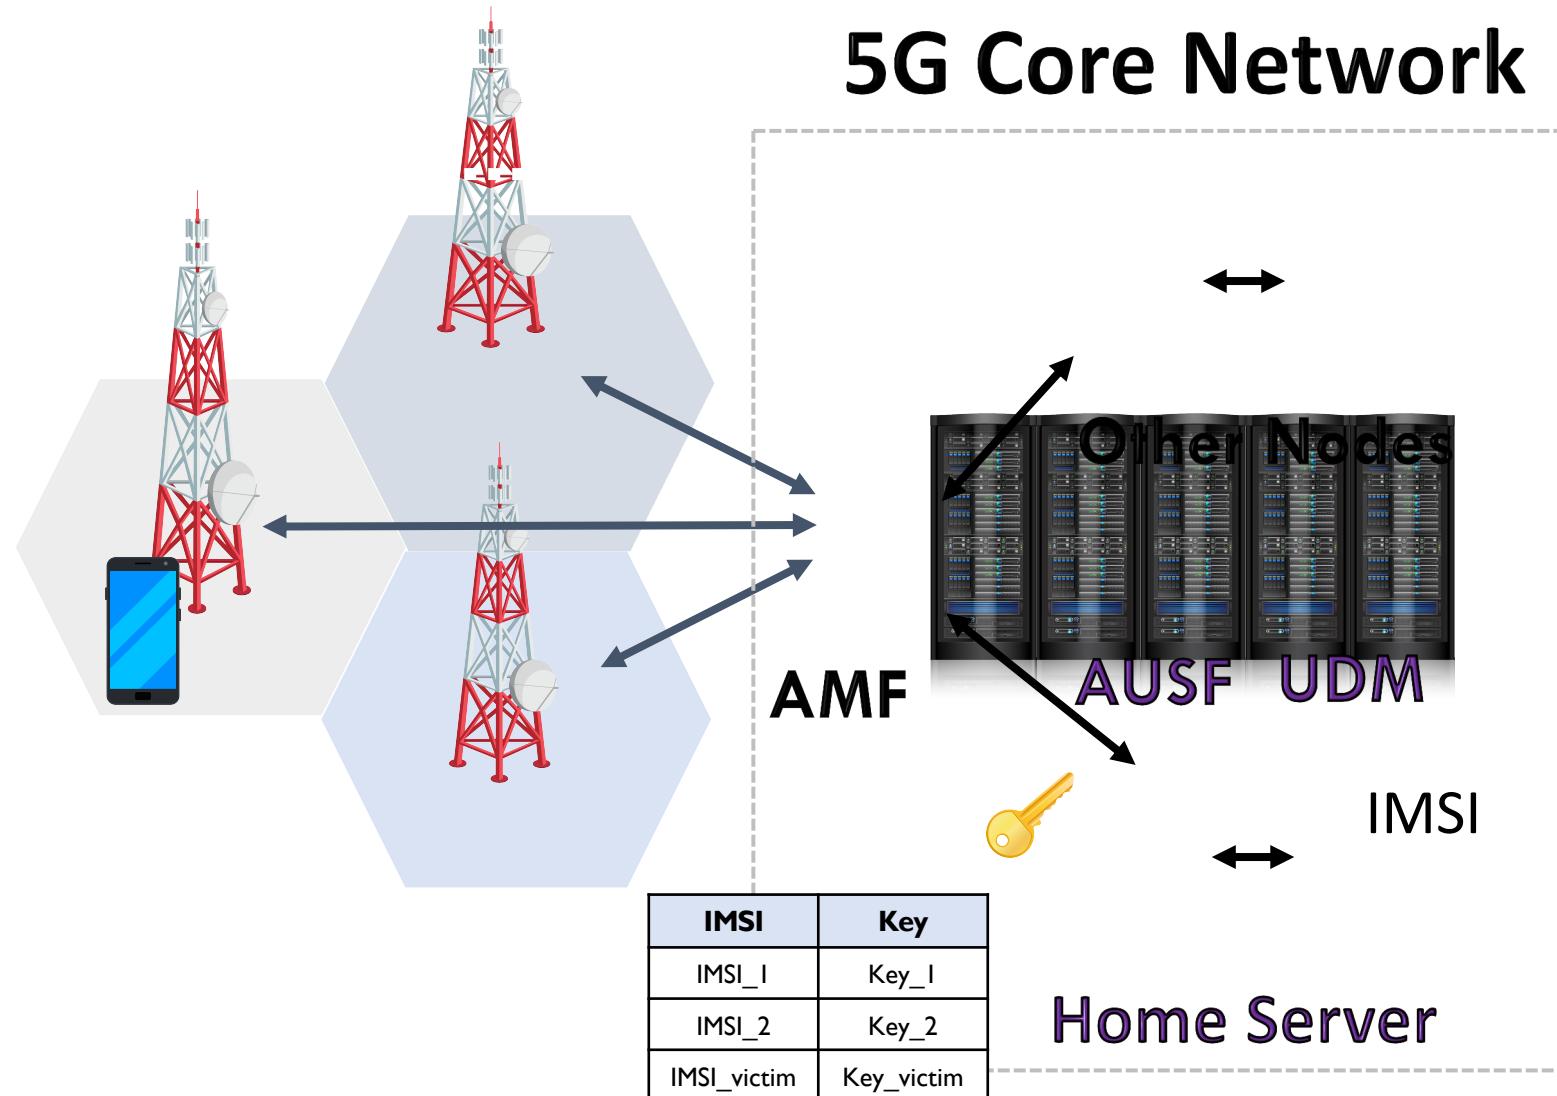 5G Core Network
Other Nodes
AMF
AUSF UDM
IMSI
IMSI Key
IMSI_1 Key_1
IMSI_2 Key_2
IMSI_victim Key_victim
Home Server